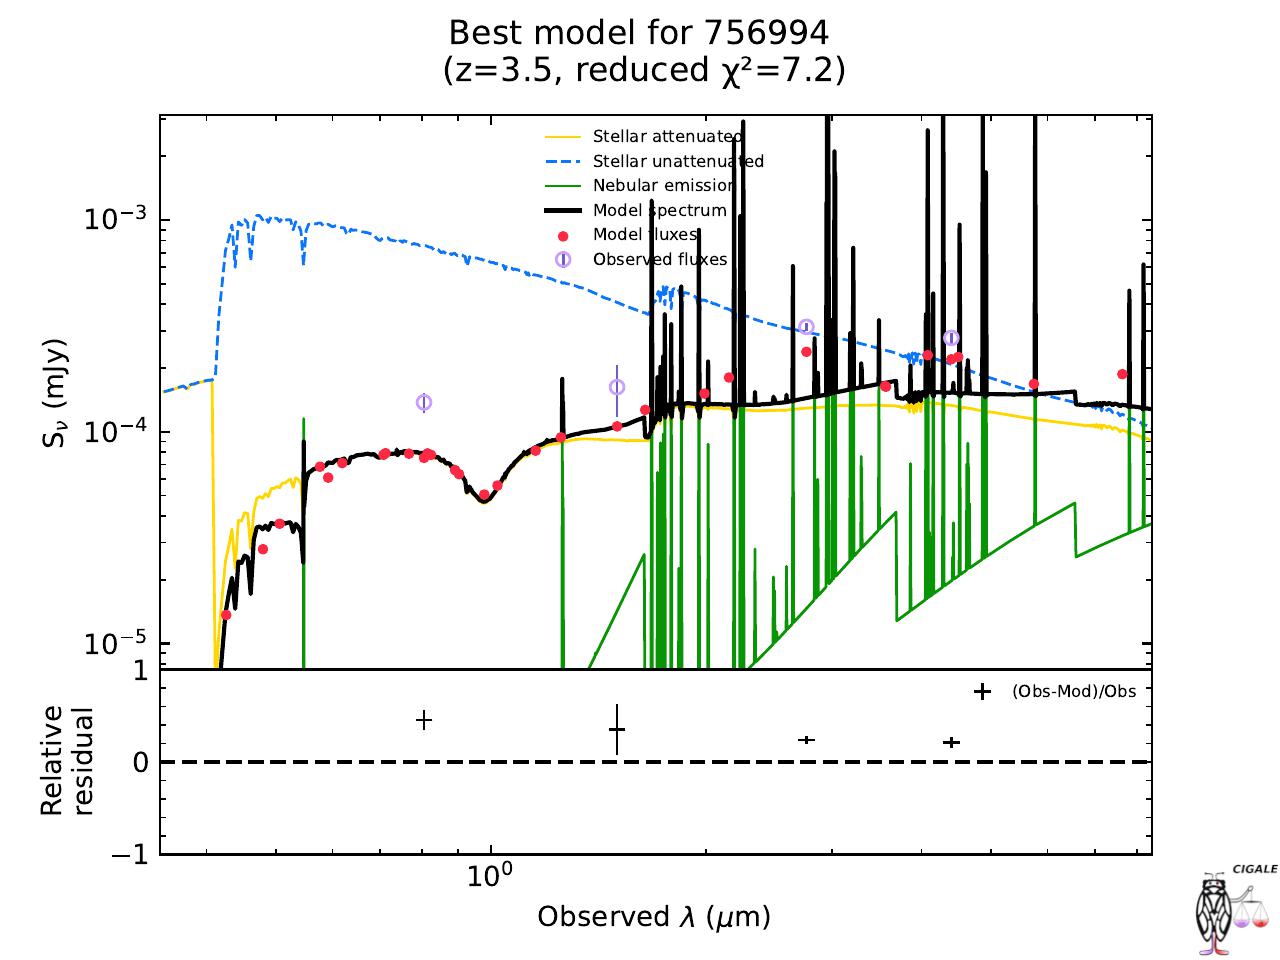 Best model for 756994
(z=3.5, reduced χ²=7.2)
Stellar attenuated
Stellar unattenuated
Nebular emission
Model spectrum
Model fluxes
Observed fluxes
S𝜈 (mJy)
10⁻³
10⁻⁴
10⁻⁵
1
0
−1
Relative
residual
(Obs-Mod)/Obs
10⁰
Observed λ (μm)
CIGALE